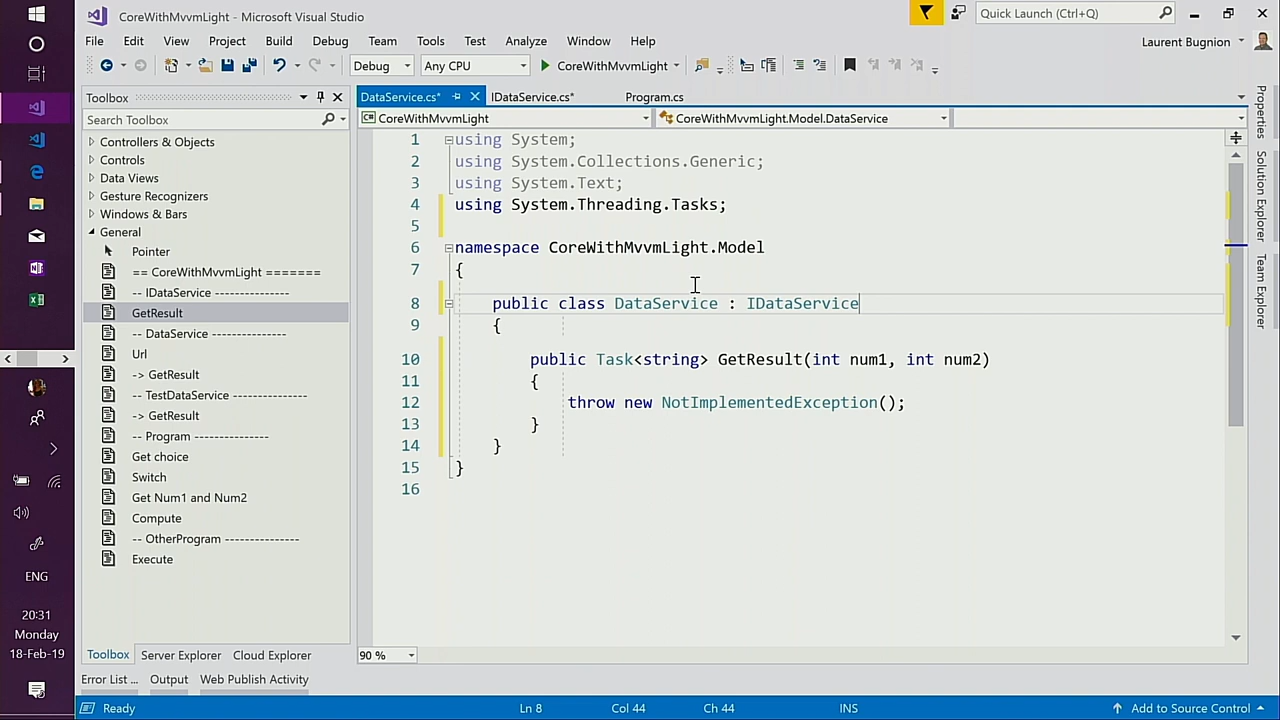 CoreWithMvvmLight - Microsoft Visual Studio
Quick Launch (Ctrl+Q)
File Edit View Project Build Debug Team Tools Test Analyze Window Help
Laurent Bugnion
Debug Any CPU CoreWithMvvmLight
Toolbox
Search Toolbox
Controllers & Objects
Controls
Data Views
Gesture Recognizers
Windows & Bars
General
Pointer
== CoreWithMvvmLight =======
-- IDataService ---------------
GetResult
-- DataService ---------------
Url
-> GetResult
-- TestDataService ---------------
-> GetResult
-- Program ---------------
Get choice
Switch
Get Num1 and Num2
Compute
-- OtherProgram ---------------
Execute
Toolbox Server Explorer Cloud Explorer
DataService.cs* IDataService.cs* Program.cs
CoreWithMvvmLight CoreWithMvvmLight.Model.DataService
1 using System;
2 using System.Collections.Generic;
3 using System.Text;
4 using System.Threading.Tasks;
5
6 namespace CoreWithMvvmLight.Model
7 {
8 public class DataService : IDataService
9 {
10 public Task<string> GetResult(int num1, int num2)
11 {
12 throw new NotImplementedException();
13 }
14 }
15 }
16
90 %
Properties
Solution Explorer
Team Explorer
Error List ... Output Web Publish Activity
Ready Ln 8 Col 44 Ch 44 INS Add to Source Control
ENG
20:31
Monday
18-Feb-19